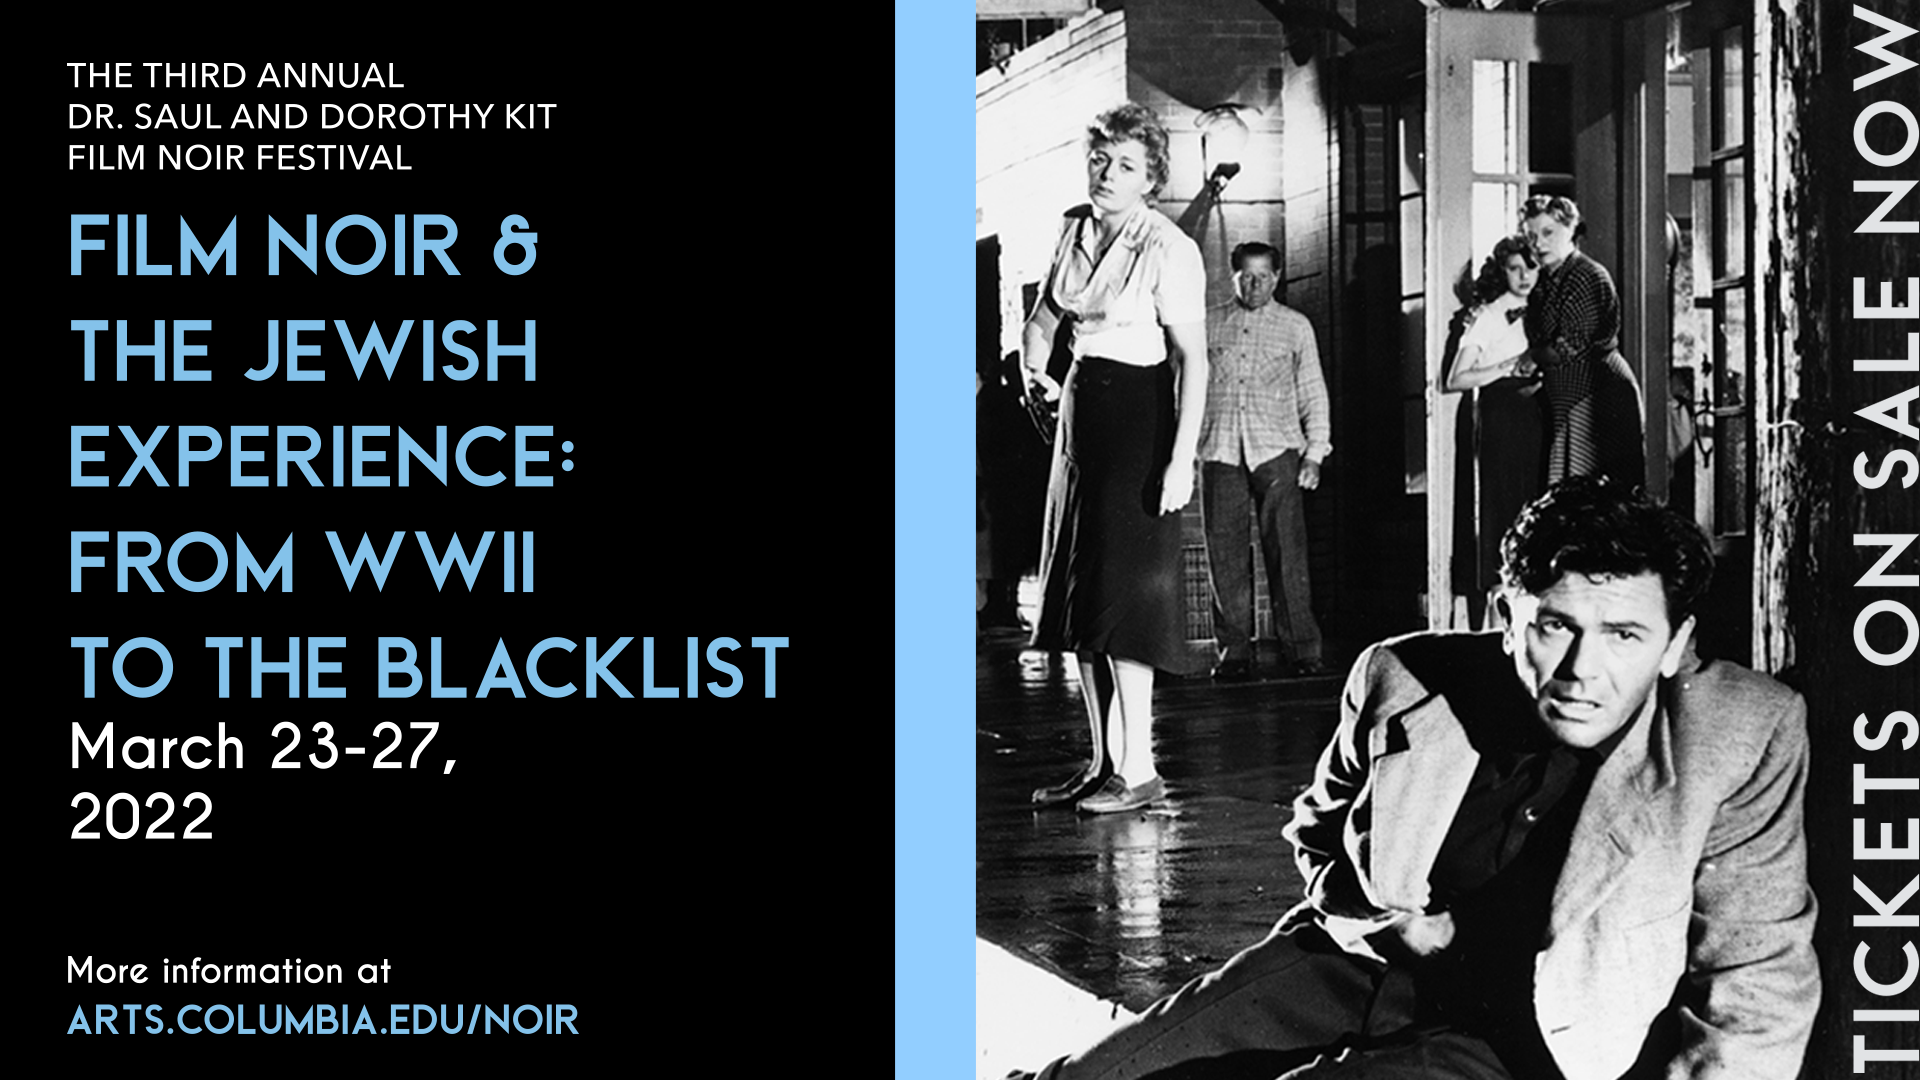 THE THIRD ANNUAL
DR. SAUL AND DOROTHY KIT
FILM NOIR FESTIVAL
FILM NOIR &
THE JEWISH
EXPERIENCE:
FROM WWII
TO THE BLACKLIST
March 23-27,
2022
More information at
ARTS.COLUMBIA.EDU/NOIR
TICKETS ON SALE NOW